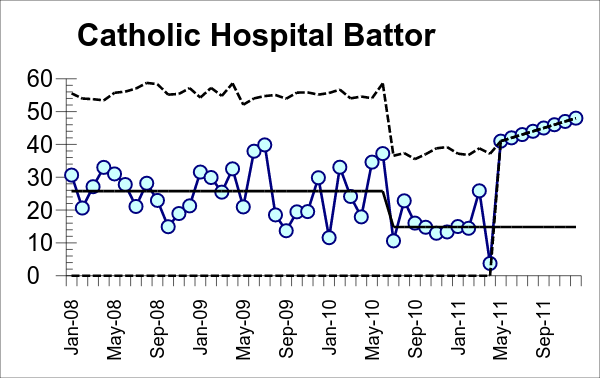 Catholic Hospital Battor
60
50
40
30
20
10
0
Jan-08
May-08
Sep-08
Jan-09
May-09
Sep-09
Jan-10
May-10
Sep-10
Jan-11
May-11
Sep-11